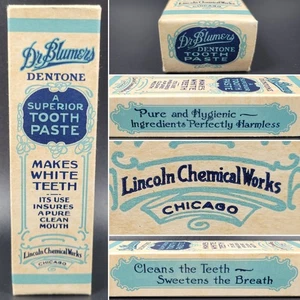 Dr. Blumer's
DENTONE
A
SUPERIOR
TOOTH
PASTE
MAKES
WHITE
TEETH
ITS USE
INSURES
A PURE
CLEAN
MOUTH
Lincoln Chemical Works
CHICAGO
Dr. Blumer's
DENTONE
TOOTH
PASTE
Pure and Hygienic ~
Ingredients Perfectly Harmless
Lincoln Chemical Works
CHICAGO
Cleans the Teeth ~
Sweetens the Breath